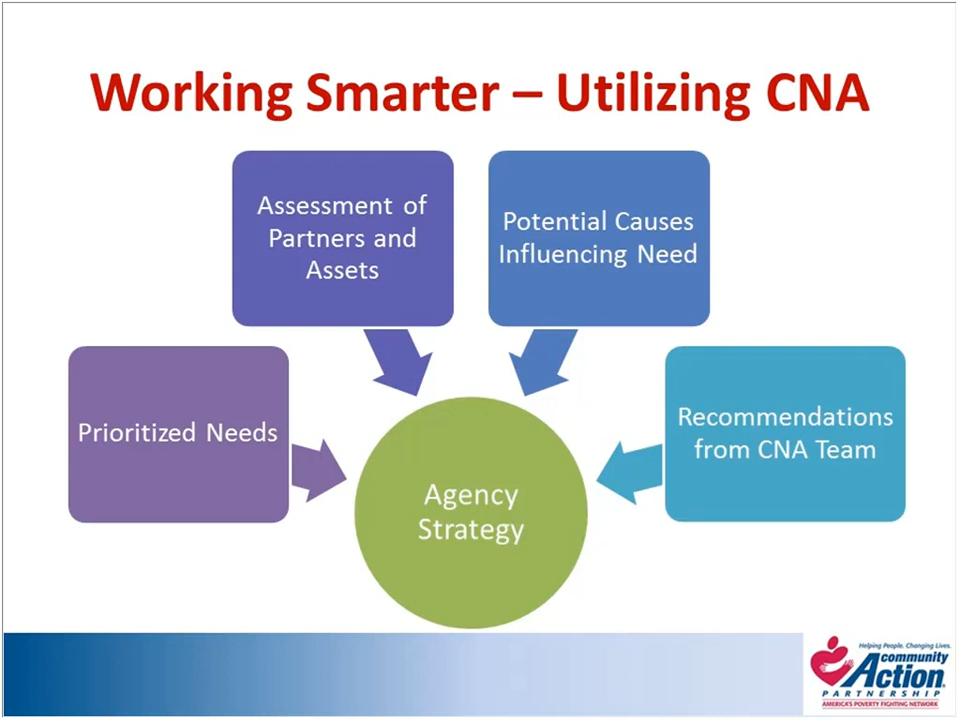 Working Smarter – Utilizing CNA
Assessment of
Partners and
Assets
Potential Causes
Influencing Need
Prioritized Needs
Recommendations
from CNA Team
Agency
Strategy
Helping People. Changing Lives.
community
Action
PARTNERSHIP
AMERICA'S POVERTY FIGHTING NETWORK